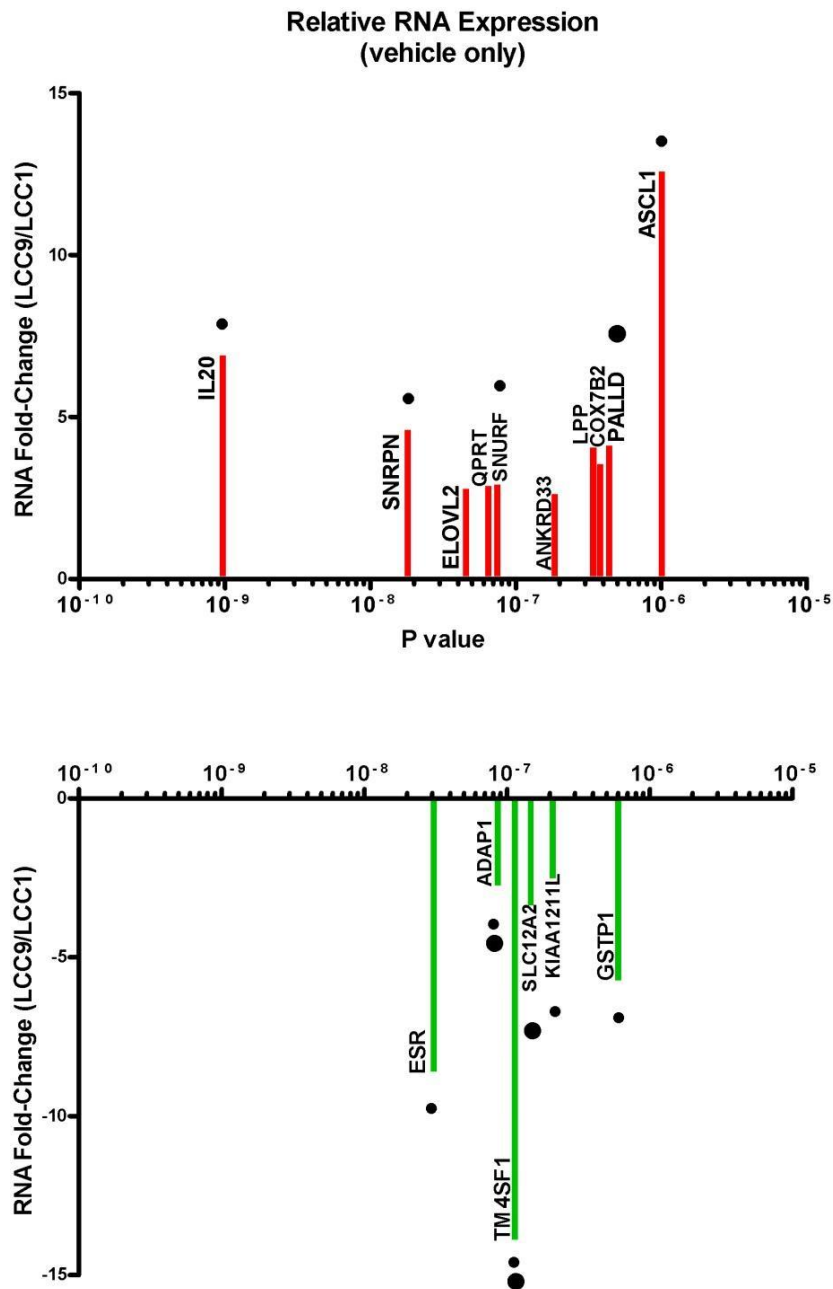 Relative RNA Expression
(vehicle only)
RNA Fold-Change (LCC9/LCC1)
15
10
5
0
IL20
SNRPN
ELOVL2
QPRT
SNURF
ANKRD33
LPP
COX7B2
PALLD
ASCL1
10⁻¹⁰ 10⁻⁹ 10⁻⁸ 10⁻⁷ 10⁻⁶ 10⁻⁵
P value
10⁻¹⁰ 10⁻⁹ 10⁻⁸ 10⁻⁷ 10⁻⁶ 10⁻⁵
RNA Fold-Change (LCC9/LCC1)
0
-5
-10
-15
ESR
ADAP1
TM4SF1
SLC12A2
KIAA1211L
GSTP1